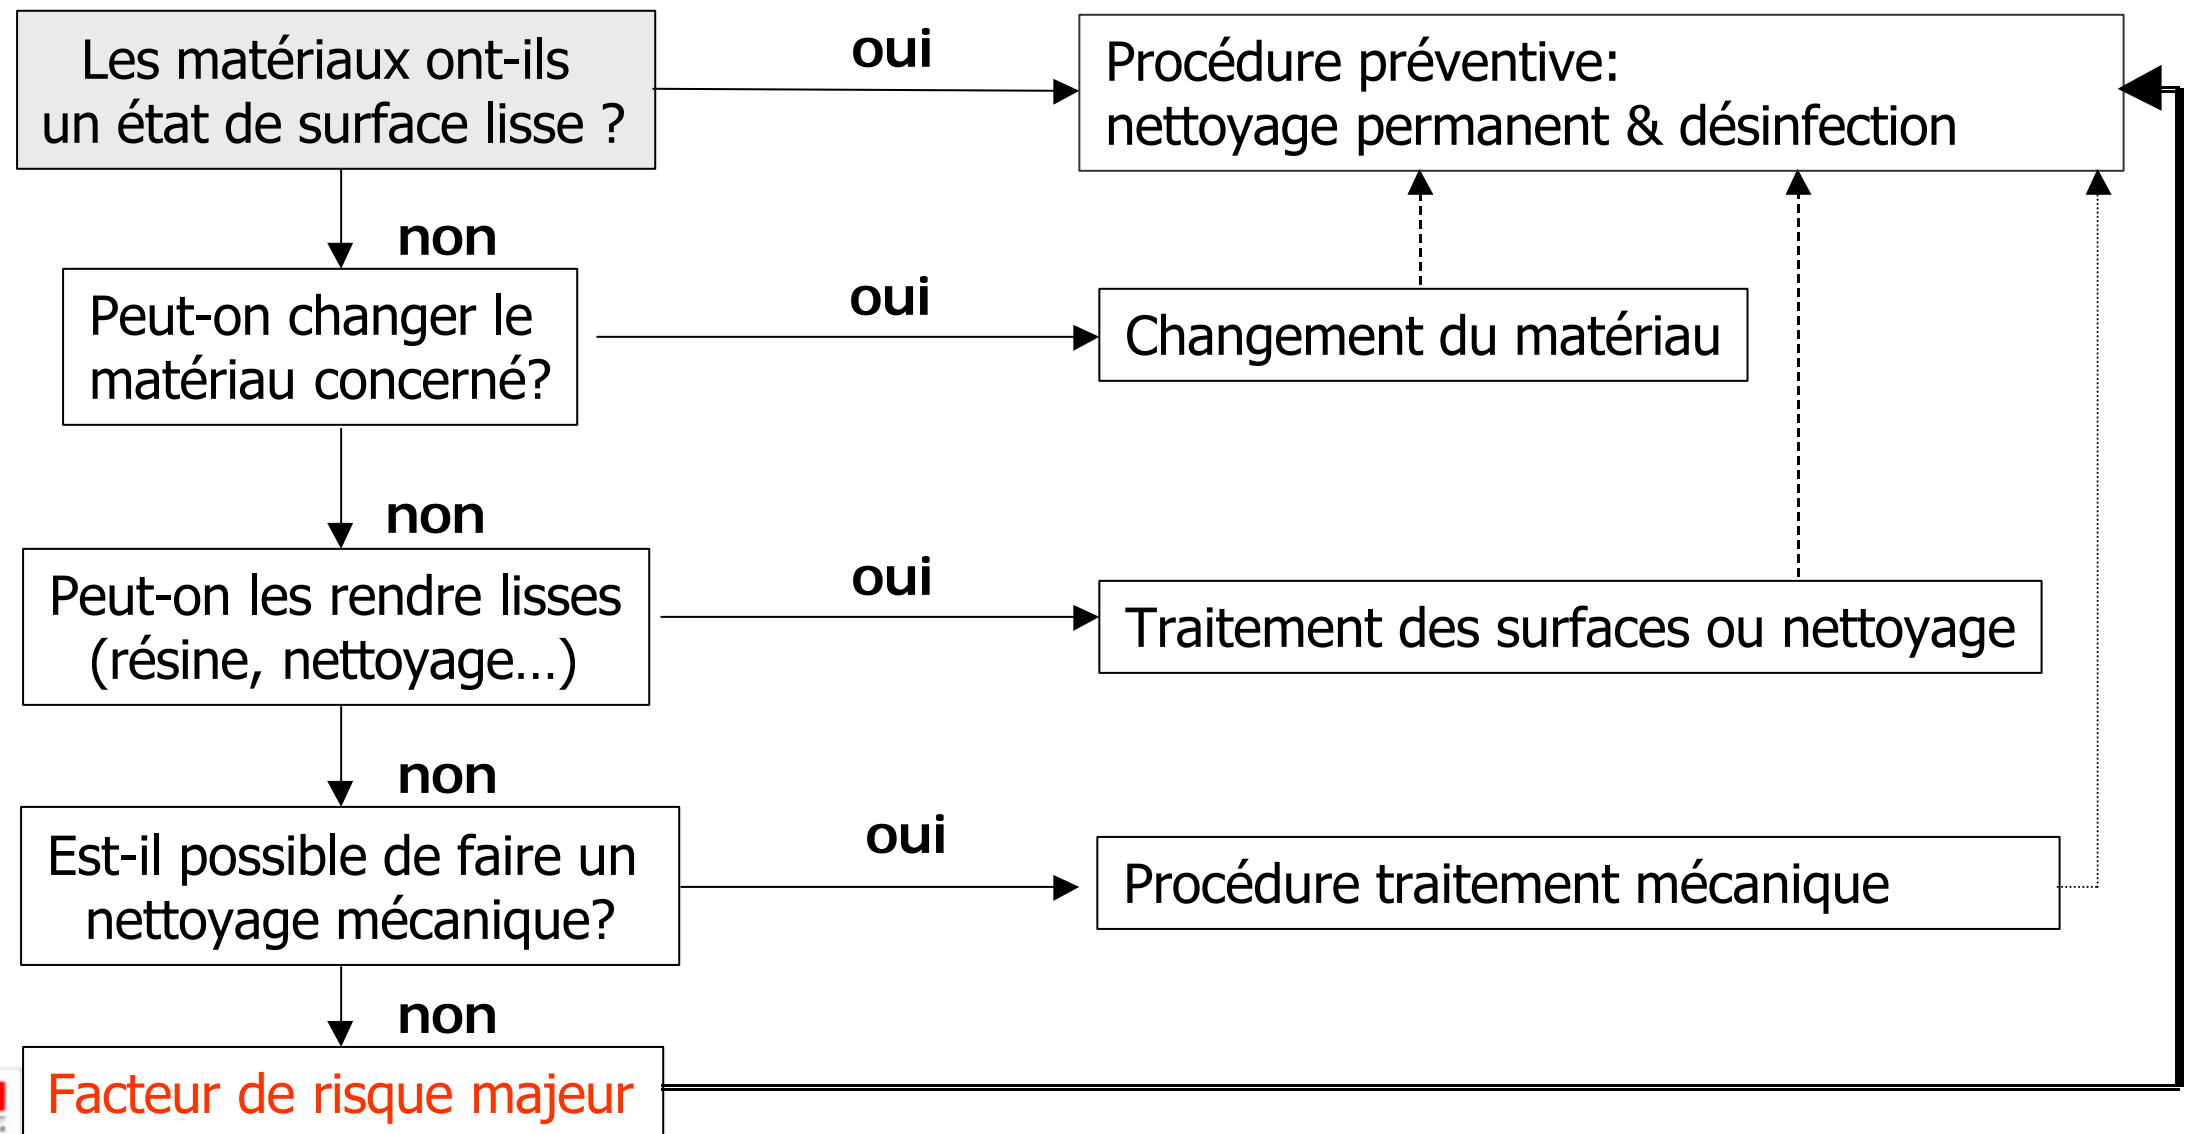 Les matériaux ont-ils
un état de surface lisse ?
oui
Procédure préventive:
nettoyage permanent & désinfection
non
Peut-on changer le
matériau concerné?
oui
Changement du matériau
non
Peut-on les rendre lisses
(résine, nettoyage…)
oui
Traitement des surfaces ou nettoyage
non
Est-il possible de faire un
nettoyage mécanique?
oui
Procédure traitement mécanique
non
Facteur de risque majeur